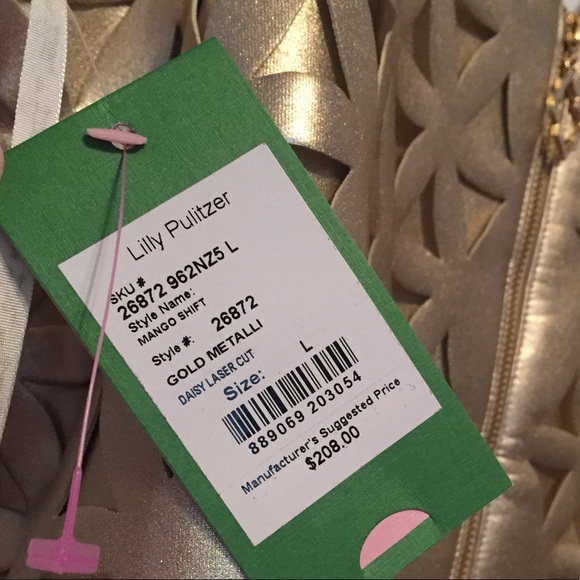 Lilly Pulitzer
SKU #
26872 962NZ5 L
Style Name:
MANGO SHIFT
Style #: 26872
GOLD METALLI
DAISY LASER CUT
Size: L
889069 203054
Manufacturer's Suggested Price
$208.00